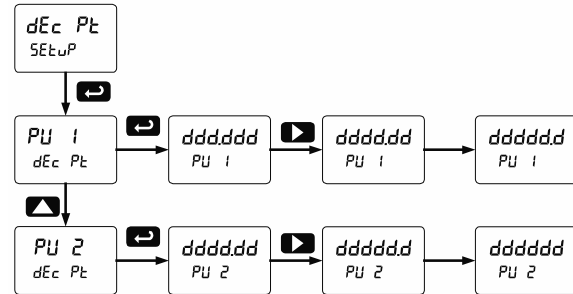 dEc Pt
SEtuP
PU 1
dEc Pt
ddd.ddd
PU 1
dddd.dd
PU 1
ddddd.d
PU 1
PU 2
dEc Pt
dddd.dd
PU 2
ddddd.d
PU 2
dddddd
PU 2